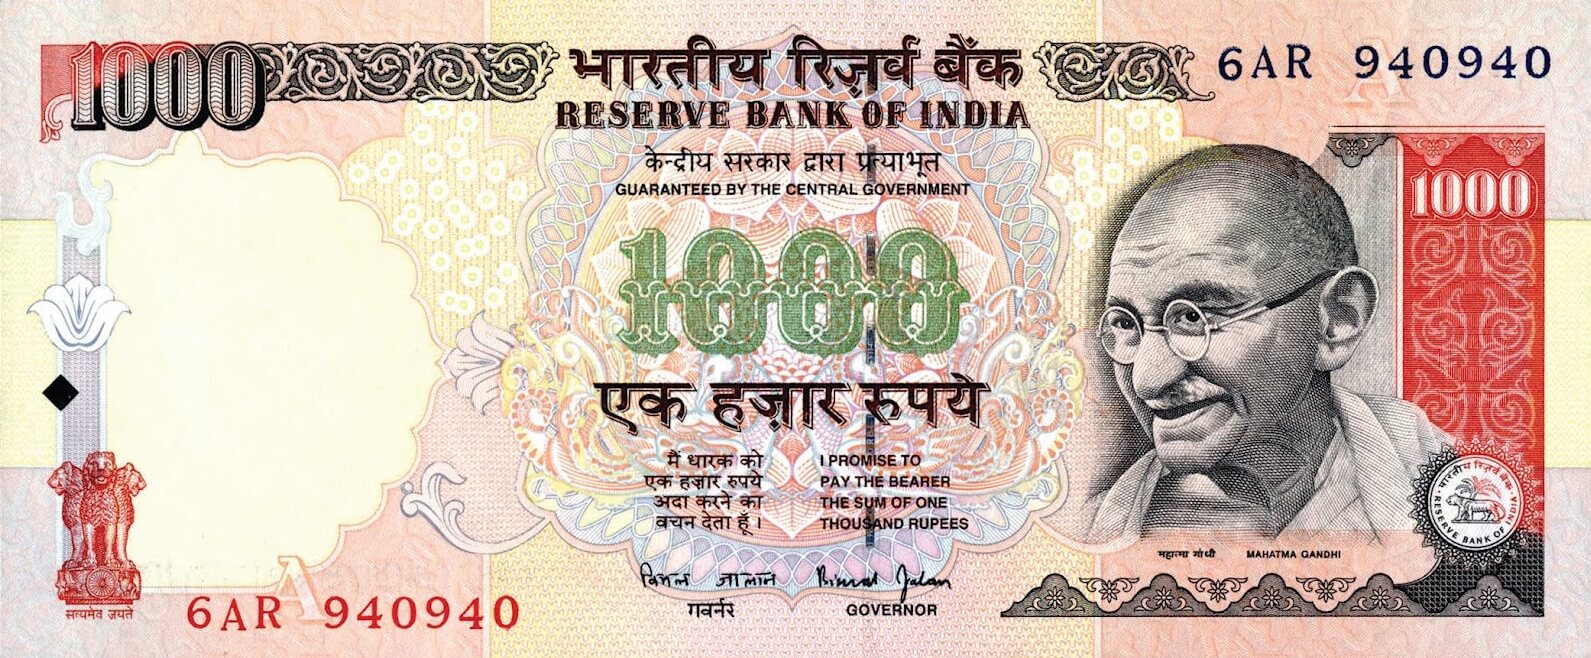 1000
भारतीय रिज़र्व बैंक
6AR 940940
RESERVE BANK OF INDIA
केन्द्रीय सरकार द्वारा प्रत्याभूत
GUARANTEED BY THE CENTRAL GOVERNMENT
1000
1000
एक हज़ार रुपये
मैं धारक को
एक हज़ार रुपये
अदा करने का
वचन देता हूँ।
I PROMISE TO
PAY THE BEARER
THE SUM OF ONE
THOUSAND RUPEES
विमल जालान
Bimal Jalan
गवर्नर
GOVERNOR
महात्मा गांधी
MAHATMA GANDHI
भारतीय रिज़र्व बैंक
RESERVE BANK OF INDIA
सत्यमेव जयते
A
6AR 940940
A